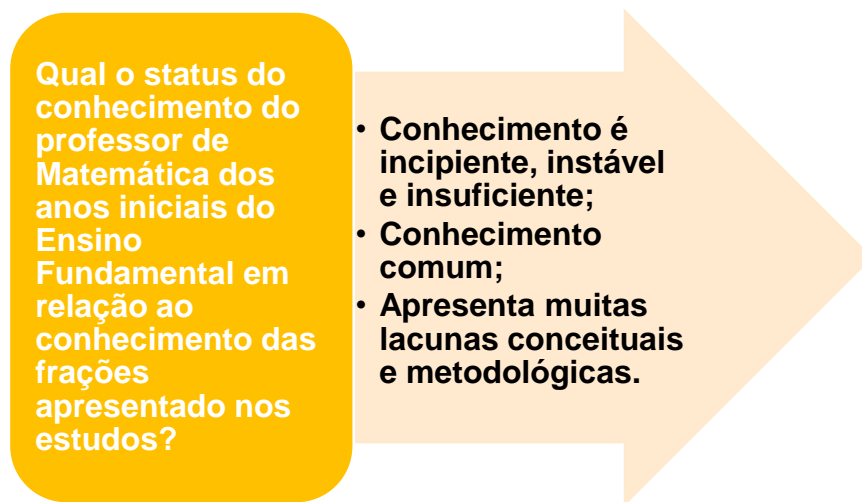 Qual o status do
conhecimento do
professor de
Matemática dos
anos iniciais do
Ensino
Fundamental em
relação ao
conhecimento das
frações
apresentado nos
estudos?
• Conhecimento é
incipiente, instável
e insuficiente;
• Conhecimento
comum;
• Apresenta muitas
lacunas conceituais
e metodológicas.